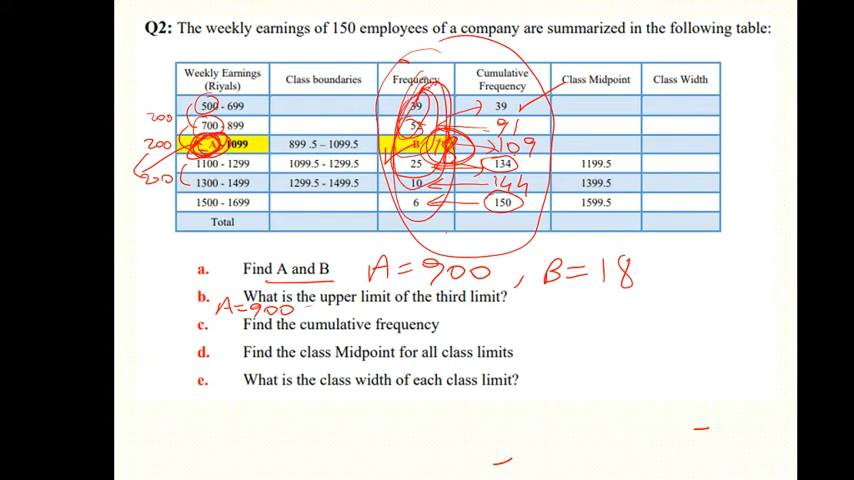 Q2: The weekly earnings of 150 employees of a company are summarized in the following table:
Weekly Earnings (Riyals) Class boundaries Frequency Cumulative Frequency Class Midpoint Class Width
500 - 699 39 39
200
700 - 899 52 91
200 A - 1099 899 .5 – 1099.5 B 18 109
1100 - 1299 1099.5 - 1299.5 25 134 1199.5
200 1300 - 1499 1299.5 - 1499.5 10 144 1399.5
1500 - 1699 6 150 1599.5
Total
a. Find A and B A = 900 , B = 18
b. What is the upper limit of the third limit?
A = 900
c. Find the cumulative frequency
d. Find the class Midpoint for all class limits
e. What is the class width of each class limit?